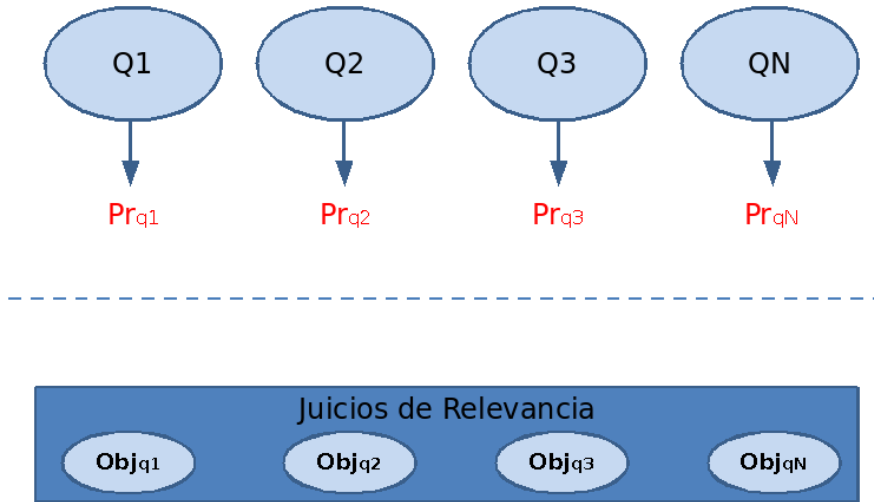 Q1 Q2 Q3 QN
Prq1 Prq2 Prq3 PrqN
Juicios de Relevancia
Objq1 Objq2 Objq3 ObjqN